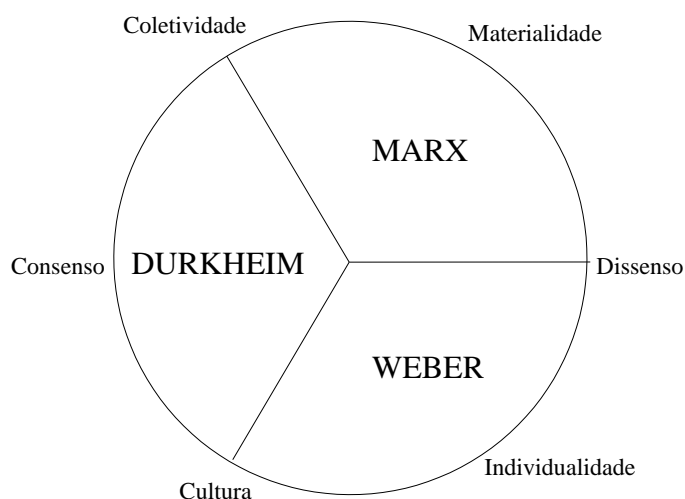 Coletividade
Materialidade
MARX
Consenso
DURKHEIM
Dissenso
WEBER
Individualidade
Cultura